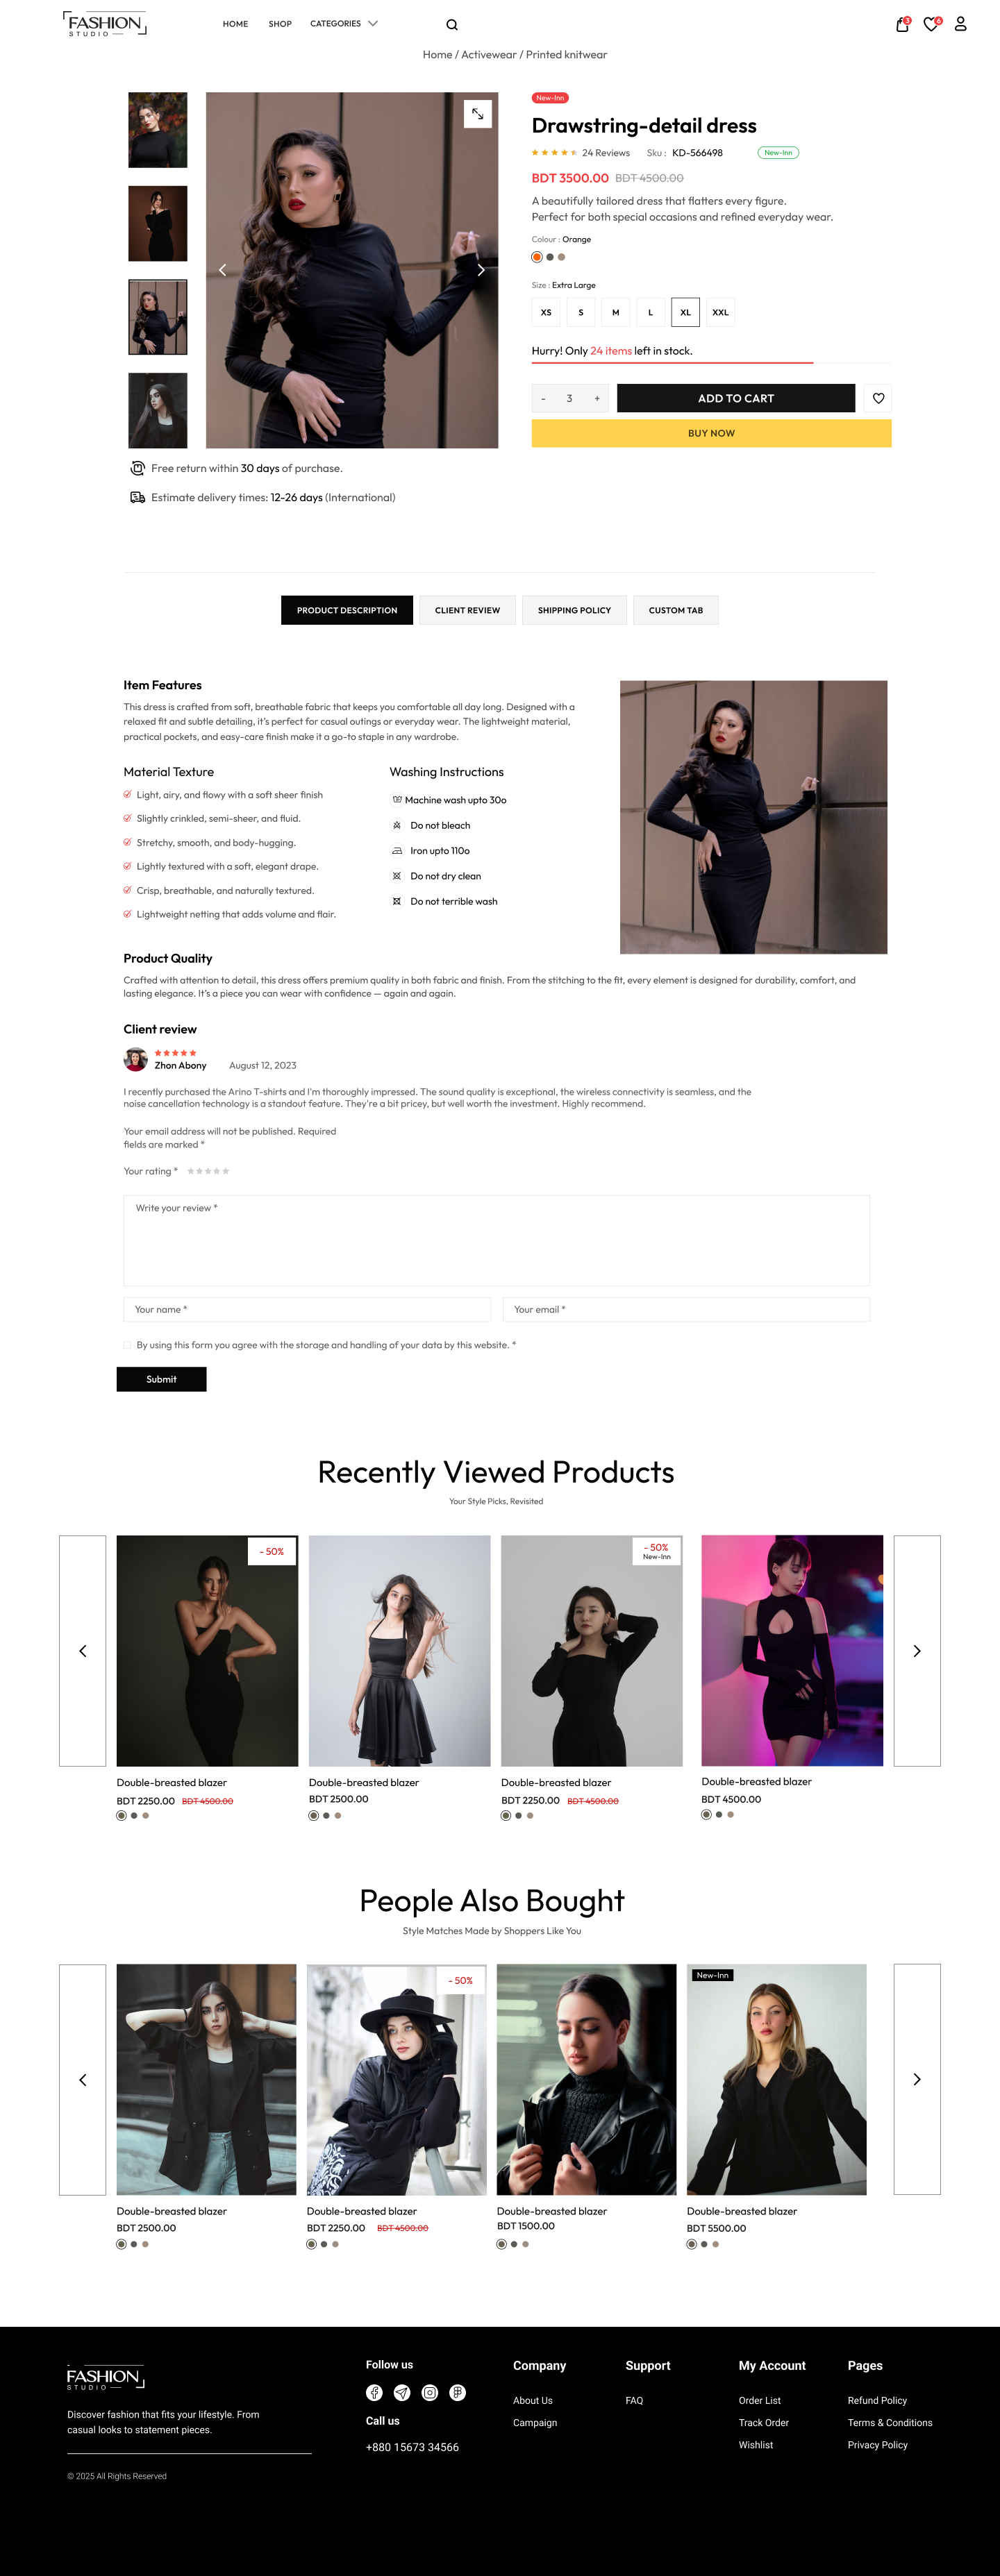 FASHION
STUDIO
HOME SHOP CATEGORIES
3 6
Home / Activewear / Printed knitwear
New-Inn
Drawstring-detail dress
24 Reviews Sku : KD-566498 New-Inn
BDT 3500.00 BDT 4500.00
A beautifully tailored dress that flatters every figure.
Perfect for both special occasions and refined everyday wear.
Colour : Orange
Size : Extra Large
XS S M L XL XXL
Hurry! Only 24 items left in stock.
- 3 + ADD TO CART
BUY NOW
Free return within 30 days of purchase.
Estimate delivery times: 12-26 days (International)
PRODUCT DESCRIPTION CLIENT REVIEW SHIPPING POLICY CUSTOM TAB
Item Features
This dress is crafted from soft, breathable fabric that keeps you comfortable all day long. Designed with a
relaxed fit and subtle detailing, it's perfect for casual outings or everyday wear. The lightweight material,
practical pockets, and easy-care finish make it a go-to staple in any wardrobe.
Material Texture
Light, airy, and flowy with a soft sheer finish
Slightly crinkled, semi-sheer, and fluid.
Stretchy, smooth, and body-hugging.
Lightly textured with a soft, elegant drape.
Crisp, breathable, and naturally textured.
Lightweight netting that adds volume and flair.
Washing Instructions
Machine wash upto 30o
Do not bleach
Iron upto 110o
Do not dry clean
Do not terrible wash
Product Quality
Crafted with attention to detail, this dress offers premium quality in both fabric and finish. From the stitching to the fit, every element is designed for durability, comfort, and
lasting elegance. It's a piece you can wear with confidence — again and again.
Client review
Zhon Abony August 12, 2023
I recently purchased the Arino T-shirts and I'm thoroughly impressed. The sound quality is exceptional, the wireless connectivity is seamless, and the
noise cancellation technology is a standout feature. They're a bit pricey, but well worth the investment. Highly recommend.
Your email address will not be published. Required
fields are marked *
Your rating *
Write your review *
Your name * Your email *
By using this form you agree with the storage and handling of your data by this website. *
Submit
Recently Viewed Products
Your Style Picks, Revisited
- 50%
- 50%
New-Inn
Double-breasted blazer
BDT 2250.00 BDT 4500.00
Double-breasted blazer
BDT 2500.00
Double-breasted blazer
BDT 2250.00 BDT 4500.00
Double-breasted blazer
BDT 4500.00
People Also Bought
Style Matches Made by Shoppers Like You
- 50%
New-Inn
Double-breasted blazer
BDT 2500.00
Double-breasted blazer
BDT 2250.00 BDT 4500.00
Double-breasted blazer
BDT 1500.00
Double-breasted blazer
BDT 5500.00
FASHION
STUDIO
Discover fashion that fits your lifestyle. From
casual looks to statement pieces.
© 2025 All Rights Reserved
Follow us
Call us
+880 15673 34566
Company
About Us
Campaign
Support
FAQ
My Account
Order List
Track Order
Wishlist
Pages
Refund Policy
Terms & Conditions
Privacy Policy